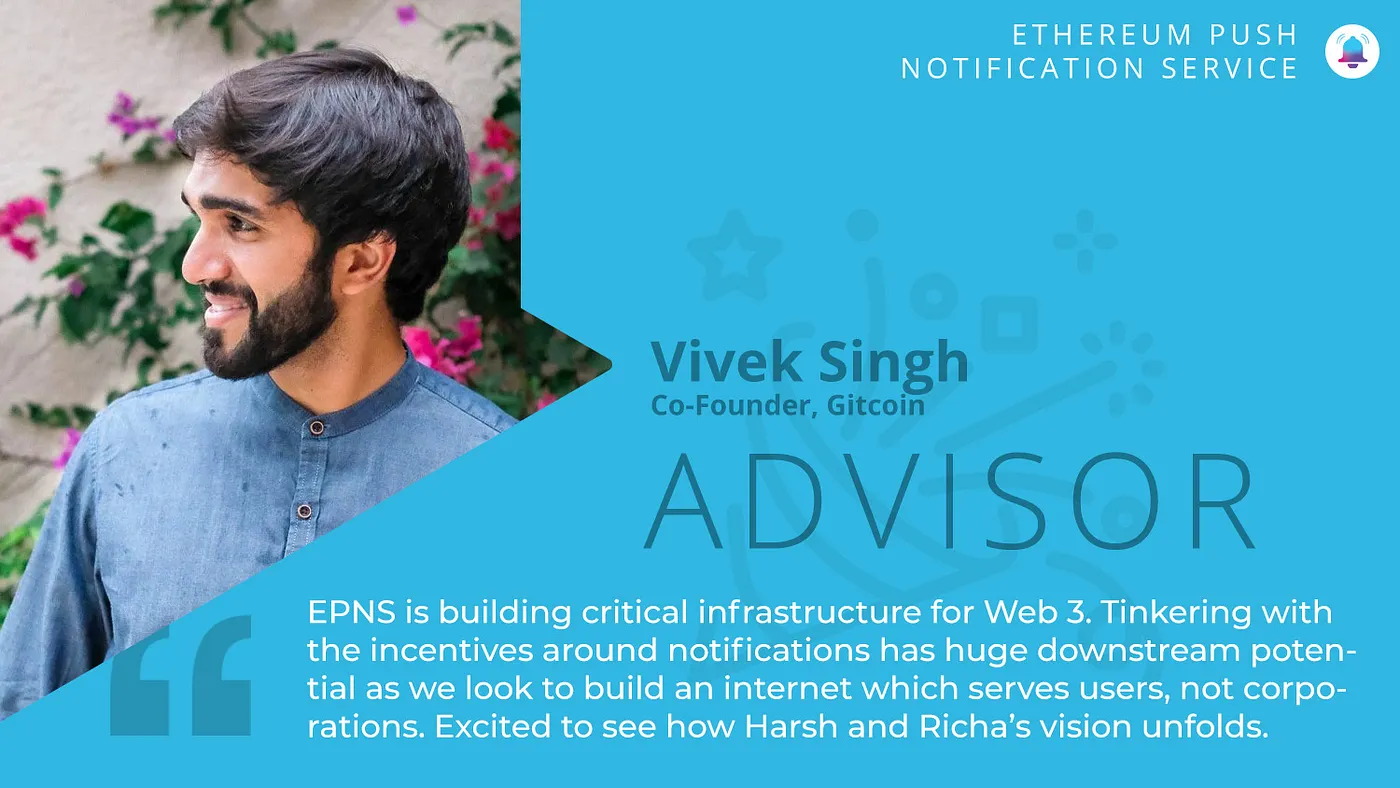 ETHEREUM PUSH
NOTIFICATION SERVICE
Vivek Singh
Co-Founder, Gitcoin
ADVISOR
EPNS is building critical infrastructure for Web 3. Tinkering with
the incentives around notifications has huge downstream poten-
tial as we look to build an internet which serves users, not corpo-
rations. Excited to see how Harsh and Richa’s vision unfolds.